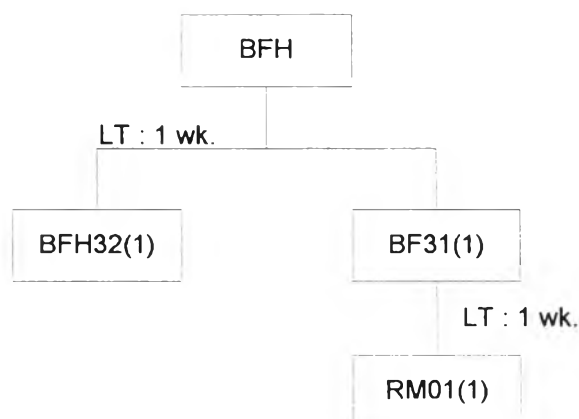 BFH
LT : 1 wk.
BFH32(1)
BF31(1)
LT : 1 wk.
RM01(1)